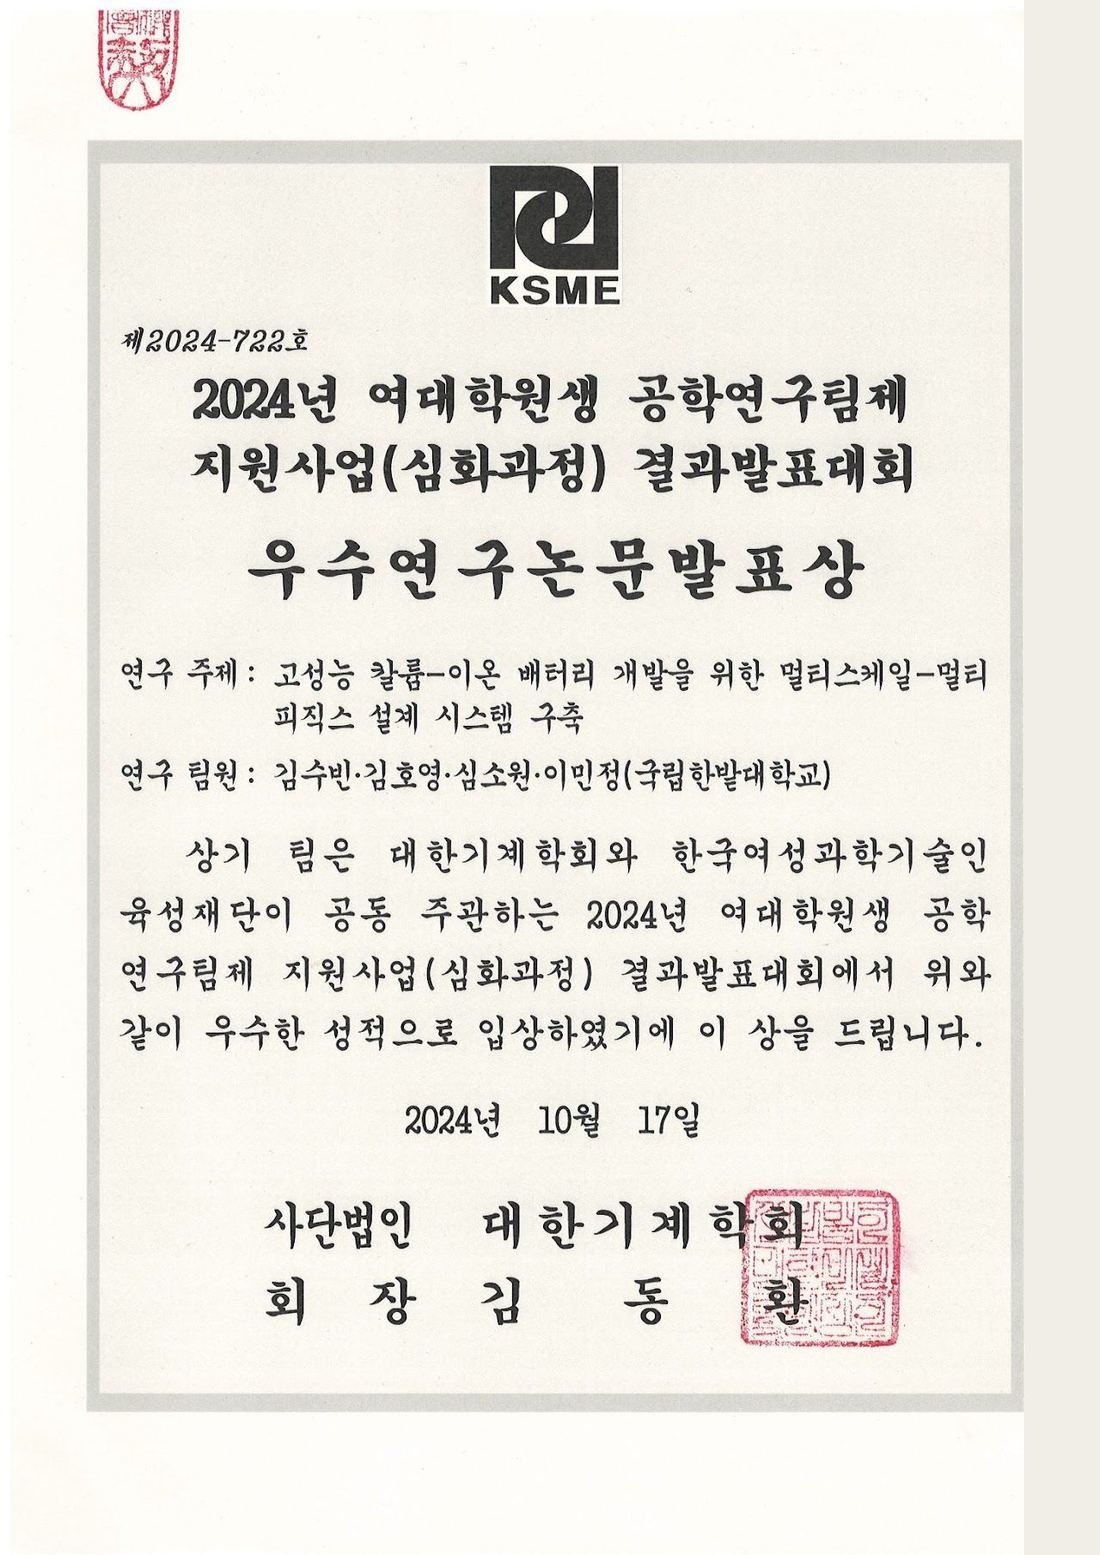 KSME
제2024-722호
2024년 여대학원생 공학연구팀제
지원사업(심화과정) 결과발표대회
우수연구논문발표상
연구 주제: 고성능 칼륨-이온 배터리 개발을 위한 멀티스케일-멀티
피직스 설계 시스템 구축
연구 팀원: 김수빈·김호영·심소원·이민정(국립한밭대학교)
상기 팀은 대한기계학회와 한국여성과학기술인
육성재단이 공동 주관하는 2024년 여대학원생 공학
연구팀제 지원사업(심화과정) 결과발표대회에서 위와
같이 우수한 성적으로 입상하였기에 이 상을 드립니다.
2024년 10월 17일
사단법인 대한기계학회
회장 김동환